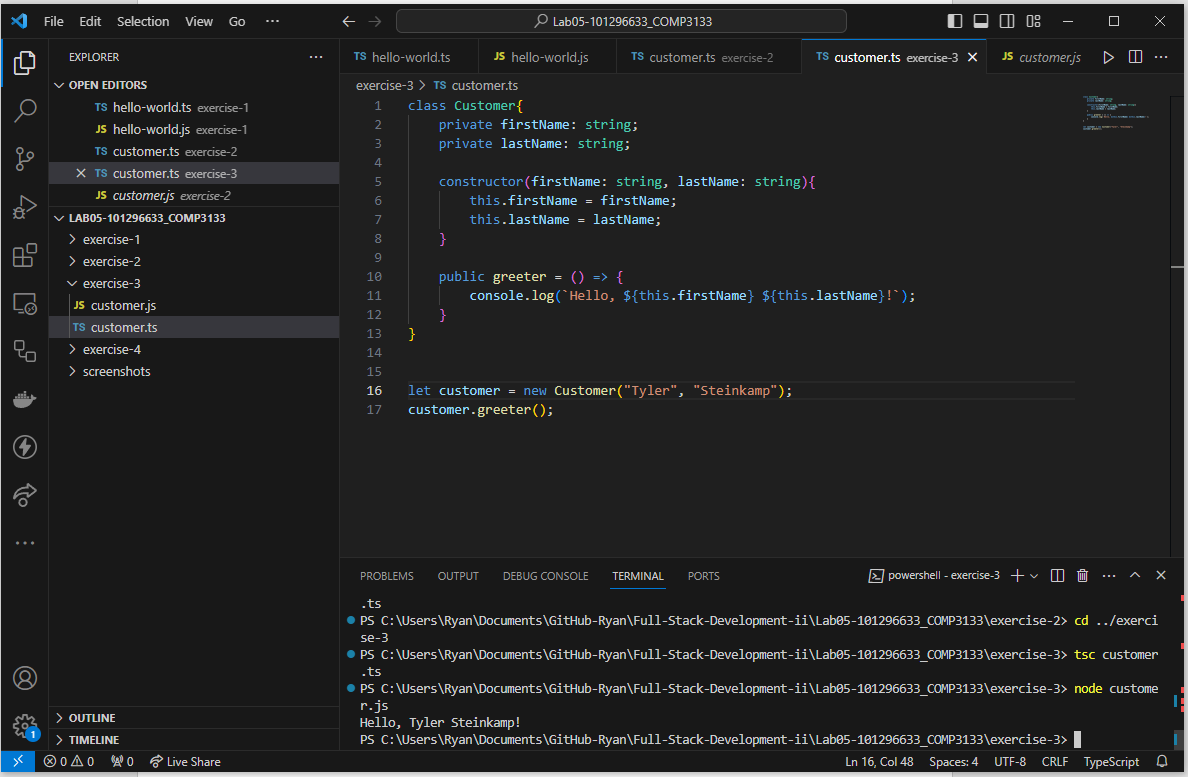 File Edit Selection View Go ··· Lab05-101296633_COMP3133
EXPLORER ···
OPEN EDITORS
TS hello-world.ts exercise-1
JS hello-world.js exercise-1
TS customer.ts exercise-2
TS customer.ts exercise-3
JS customer.js exercise-2
LAB05-101296633_COMP3133
exercise-1
exercise-2
exercise-3
JS customer.js
TS customer.ts
exercise-4
screenshots
OUTLINE
TIMELINE
TS hello-world.ts JS hello-world.js TS customer.ts exercise-2 TS customer.ts exercise-3 JS customer.js ···
exercise-3 > TS customer.ts
1 class Customer{
2 private firstName: string;
3 private lastName: string;
4
5 constructor(firstName: string, lastName: string){
6 this.firstName = firstName;
7 this.lastName = lastName;
8 }
9
10 public greeter = () => {
11 console.log(`Hello, ${this.firstName} ${this.lastName}!`);
12 }
13 }
14
15
16 let customer = new Customer("Tyler", "Steinkamp");
17 customer.greeter();
PROBLEMS OUTPUT DEBUG CONSOLE TERMINAL PORTS powershell - exercise-3 ···
.ts
PS C:\Users\Ryan\Documents\GitHub-Ryan\Full-Stack-Development-ii\Lab05-101296633_COMP3133\exercise-2> cd ../exerci
se-3
PS C:\Users\Ryan\Documents\GitHub-Ryan\Full-Stack-Development-ii\Lab05-101296633_COMP3133\exercise-3> tsc customer
.ts
PS C:\Users\Ryan\Documents\GitHub-Ryan\Full-Stack-Development-ii\Lab05-101296633_COMP3133\exercise-3> node custome
r.js
Hello, Tyler Steinkamp!
PS C:\Users\Ryan\Documents\GitHub-Ryan\Full-Stack-Development-ii\Lab05-101296633_COMP3133\exercise-3>
1
0 0 0 Live Share Ln 16, Col 48 Spaces: 4 UTF-8 CRLF TypeScript